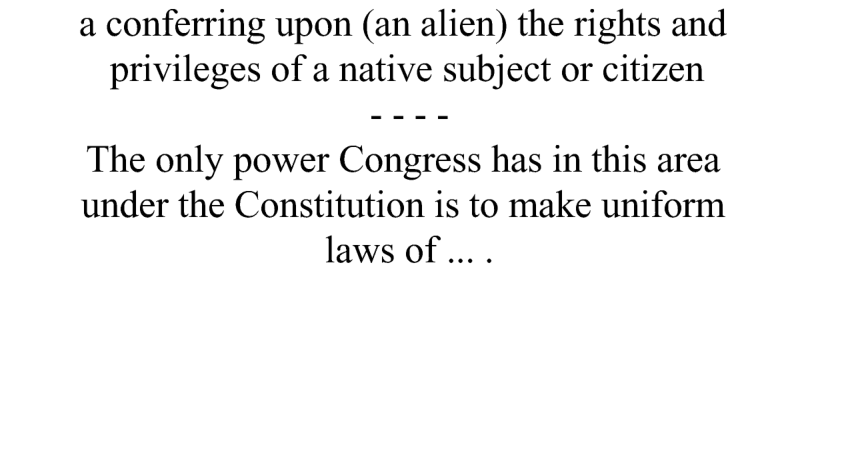 a conferring upon (an alien) the rights and
privileges of a native subject or citizen
- - - -
The only power Congress has in this area
under the Constitution is to make uniform
laws of ... .